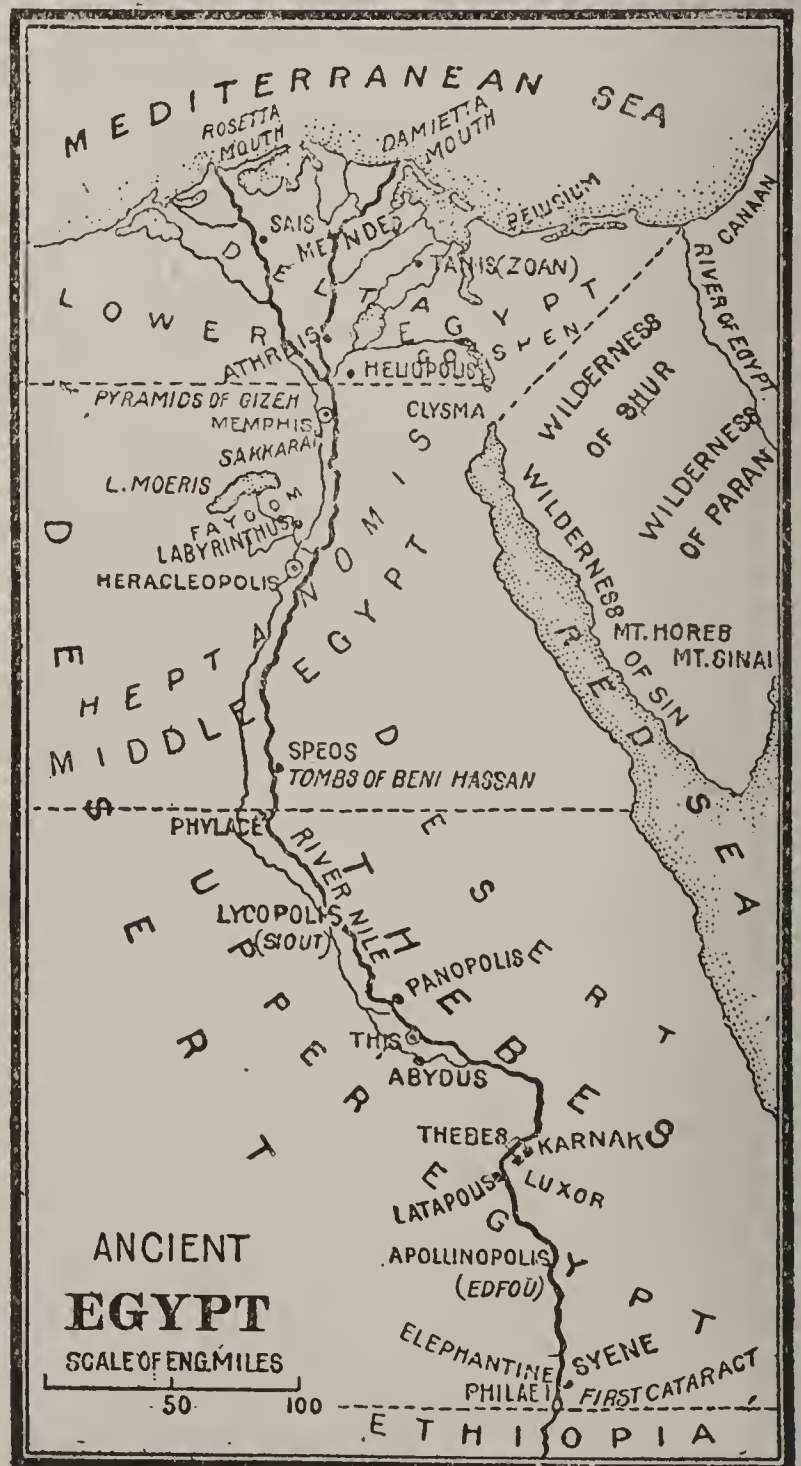 MEDITERRANEAN SEA
ROSETTA
MOUTH
DAMIETTA
MOUTH
PELUSIUM
CANAAN
SAIS
MENDES
DELTA
TANIS (ZOAN)
LOWER EGYPT
GOSHEN
RIVER OF EGYPT.
ATHRAIS
HELIOPOLIS
WILDERNESS
OF SHUR
PYRAMIDS OF GIZEH
MEMPHIS
CLYSMA
SAKKARA
WILDERNESS
OF PARAN
L. MOERIS
FAYOOM
LABYRINTHUS
WILDERNESS
OF SIN
HERACLEOPOLIS
MT. HOREB
MT. SINAI
HEPTANOMIS
MIDDLE EGYPT
RED SEA
DESERT
SPEOS
TOMBS OF BENI HASSAN
DESERT
PHYLACE
RIVER NILE
THEBES
UPPER EGYPT
LYCOPOLIS
(SIOUT)
PANOPOLIS
THIS
ABYDUS
THEBES
KARNAK
LUXOR
LATAPOUS
APOLLINOPOLIS
(EDFOU)
ANCIENT
EGYPT
SCALE OF ENG. MILES
50 100
ELEPHANTINE
SYENE
PHILAE
FIRST CATARACT
ETHIOPIA